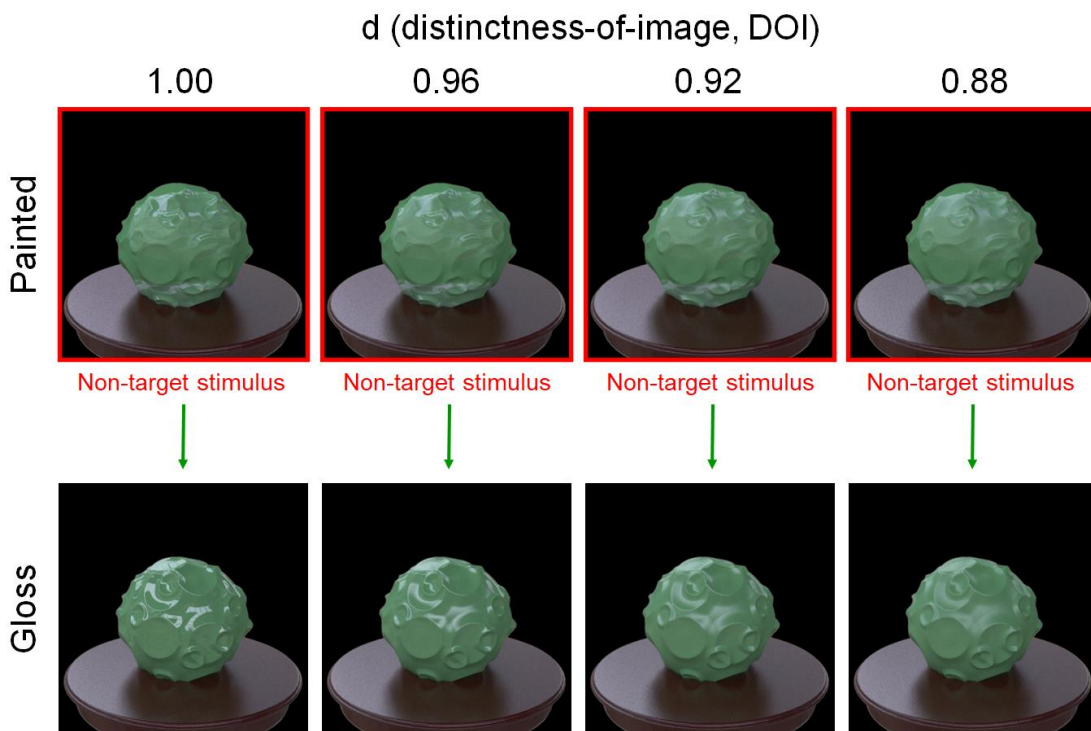 d (distinctness-of-image, DOI)
1.00 0.96 0.92 0.88
Painted
Non-target stimulus Non-target stimulus Non-target stimulus Non-target stimulus
Gloss